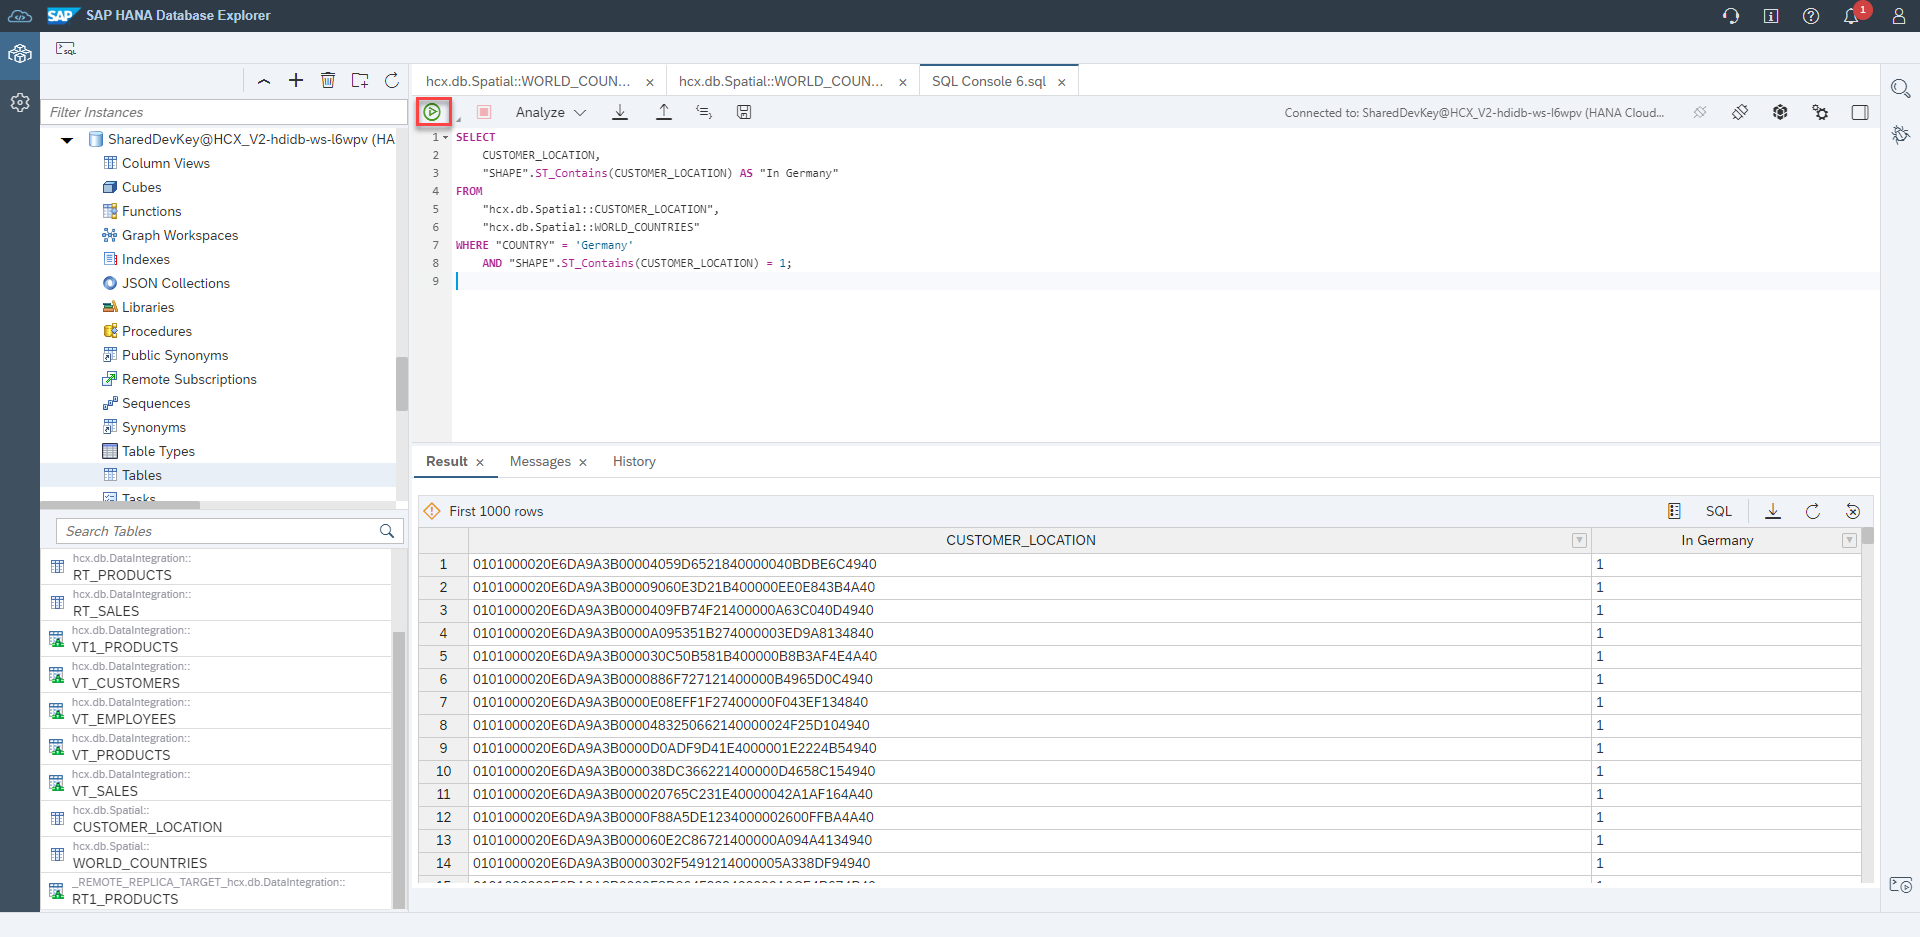 SAP SAP HANA Database Explorer
1
SQL
Filter Instances
SharedDevKey@HCX_V2-hdidb-ws-l6wpv (HA
Column Views
Cubes
Functions
Graph Workspaces
Indexes
JSON Collections
Libraries
Procedures
Public Synonyms
Remote Subscriptions
Sequences
Synonyms
Table Types
Tables
Tasks
Search Tables
hcx.db.DataIntegration::
RT_PRODUCTS
hcx.db.DataIntegration::
RT_SALES
hcx.db.DataIntegration::
VT1_PRODUCTS
hcx.db.DataIntegration::
VT_CUSTOMERS
hcx.db.DataIntegration::
VT_EMPLOYEES
hcx.db.DataIntegration::
VT_PRODUCTS
hcx.db.DataIntegration::
VT_SALES
hcx.db.Spatial::
CUSTOMER_LOCATION
hcx.db.Spatial::
WORLD_COUNTRIES
_REMOTE_REPLICA_TARGET_hcx.db.DataIntegration::
RT1_PRODUCTS
hcx.db.Spatial::WORLD_COUN... hcx.db.Spatial::WORLD_COUN... SQL Console 6.sql
Analyze Connected to: SharedDevKey@HCX_V2-hdidb-ws-l6wpv (HANA Cloud...
1 SELECT
2 CUSTOMER_LOCATION,
3 "SHAPE".ST_Contains(CUSTOMER_LOCATION) AS "In Germany"
4 FROM
5 "hcx.db.Spatial::CUSTOMER_LOCATION",
6 "hcx.db.Spatial::WORLD_COUNTRIES"
7 WHERE "COUNTRY" = 'Germany'
8 AND "SHAPE".ST_Contains(CUSTOMER_LOCATION) = 1;
9
Result Messages History
First 1000 rows SQL
CUSTOMER_LOCATION In Germany
1 0101000020E6DA9A3B00004059D6521840000040BDBE6C4940 1
2 0101000020E6DA9A3B00009060E3D21B400000EE0E843B4A40 1
3 0101000020E6DA9A3B0000409FB74F21400000A63C040D4940 1
4 0101000020E6DA9A3B0000A095351B274000003ED9A8134840 1
5 0101000020E6DA9A3B000030C50B581B400000B8B3AF4E4A40 1
6 0101000020E6DA9A3B0000886F727121400000B4965D0C4940 1
7 0101000020E6DA9A3B0000E08EFF1F27400000F043EF134840 1
8 0101000020E6DA9A3B0000483250662140000024F25D104940 1
9 0101000020E6DA9A3B0000D0ADF9D41E4000001E2224B54940 1
10 0101000020E6DA9A3B000038DC366221400000D4658C154940 1
11 0101000020E6DA9A3B000020765C231E40000042A1AF164A40 1
12 0101000020E6DA9A3B0000F88A5DE1234000002600FFBA4A40 1
13 0101000020E6DA9A3B000060E2C86721400000A094A4134940 1
14 0101000020E6DA9A3B0000302F5491214000005A338DF94940 1